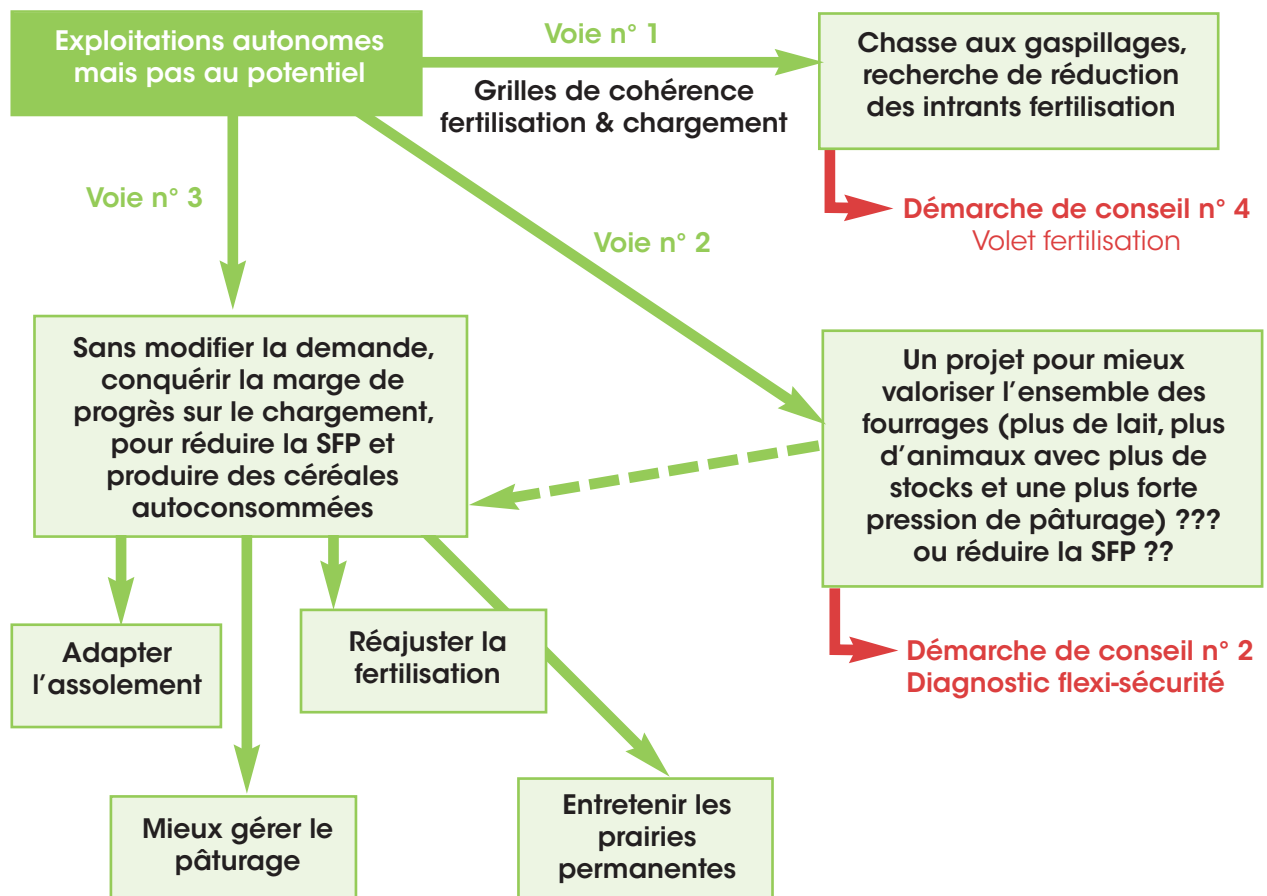 Exploitations autonomes
mais pas au potentiel
Voie n° 1
Grilles de cohérence
fertilisation & chargement
Chasse aux gaspillages,
recherche de réduction
des intrants fertilisation
Démarche de conseil n° 4
Volet fertilisation
Voie n° 3
Voie n° 2
Sans modifier la demande,
conquérir la marge de
progrès sur le chargement,
pour réduire la SFP et
produire des céréales
autoconsommées
Un projet pour mieux
valoriser l'ensemble des
fourrages (plus de lait, plus
d'animaux avec plus de
stocks et une plus forte
pression de pâturage) ???
ou réduire la SFP ??
Démarche de conseil n° 2
Diagnostic flexi-sécurité
Adapter
l'assolement
Réajuster la
fertilisation
Mieux gérer le
pâturage
Entretenir les
prairies
permanentes